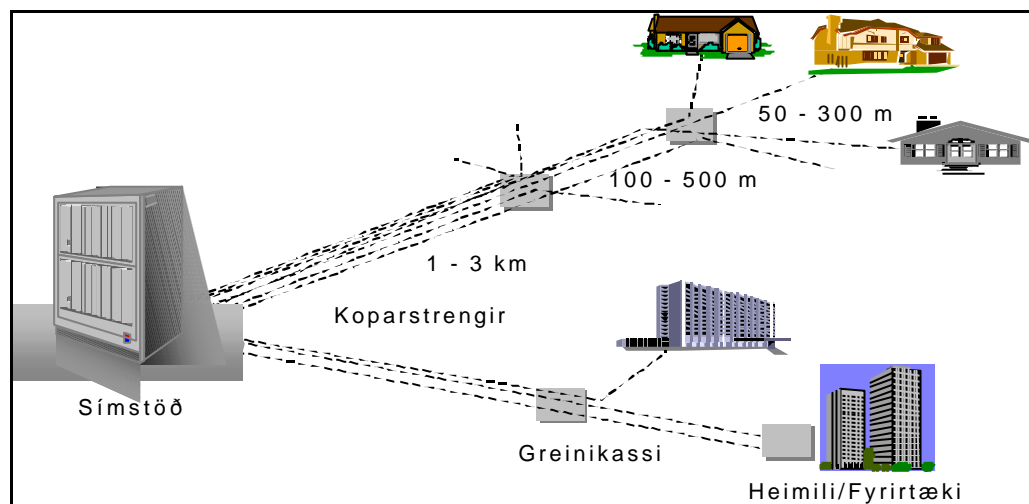 50 - 300 m
100 - 500 m
1 - 3 km
Koparstrengir
Símstöð
Greinikassi
Heimili/Fyrirtæki